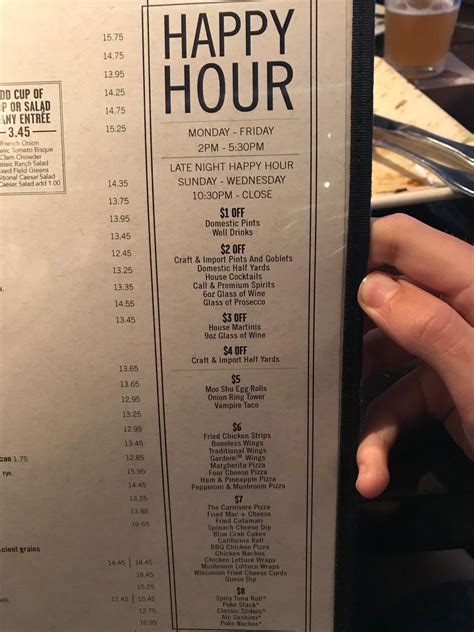 15.75
14.75
13.95
14.25
14.75
15.25
DD CUP OF
P OR SALAD
ANY ENTRÉE
3.45
French Onion
Tomato Bisque
Clam Chowder
Classic Ranch Salad
Mixed Field Greens
Caesar Salad
Caesar add 1.00
14.35
13.75
13.95
13.45
12.45
13.25
13.55
14.55
13.45
13.65
13.25
13.65
13.45
con 1.75
12.85
rye.
15.95
14.25
13.25
13.95
19.65
ancient grains
14.45 | 18.45
15.45 | 18.45
12.95
13.45
HAPPY
HOUR
MONDAY - FRIDAY
2PM - 5:30PM
LATE NIGHT HAPPY HOUR
SUNDAY - WEDNESDAY
10:30PM - CLOSE
$1 OFF
Domestic Pints
Well Drinks
$2 OFF
Craft & Import Pints And Goblets
Domestic Half Yards
House Cocktails
Call & Premium Spirits
6oz Glass of Wine
Glass of Prosecco
$3 OFF
House Martinis
9oz Glass of Wine
$4 OFF
Craft & Import Half Yards
$5
Moo Shu Egg Rolls
Onion Ring Tower
Vampire Taco
$6
Fried Chicken Strips
Boneless Wings
Traditional Wings
Gardein™ Wings
Margherita Pizza
Four Cheese Pizza
Ham & Pineapple Pizza
Pepperoni & Mushroom Pizza
$7
The Carnivore Pizza
Fried Mac + Cheese
Fried Calamari
Spinach Cheese Dip
Blue Crab Cakes
California Roll
BBQ Chicken Pizza
Chicken Nachos
Chicken Lettuce Wraps
Mushroom Lettuce Wraps
Wisconsin Fried Cheese Curds
Queso Dip
$8
Spicy Tuna Roll*
Poke Stack*
Classic Sliders*
Ahi Sushimi*
Poke Nachos*